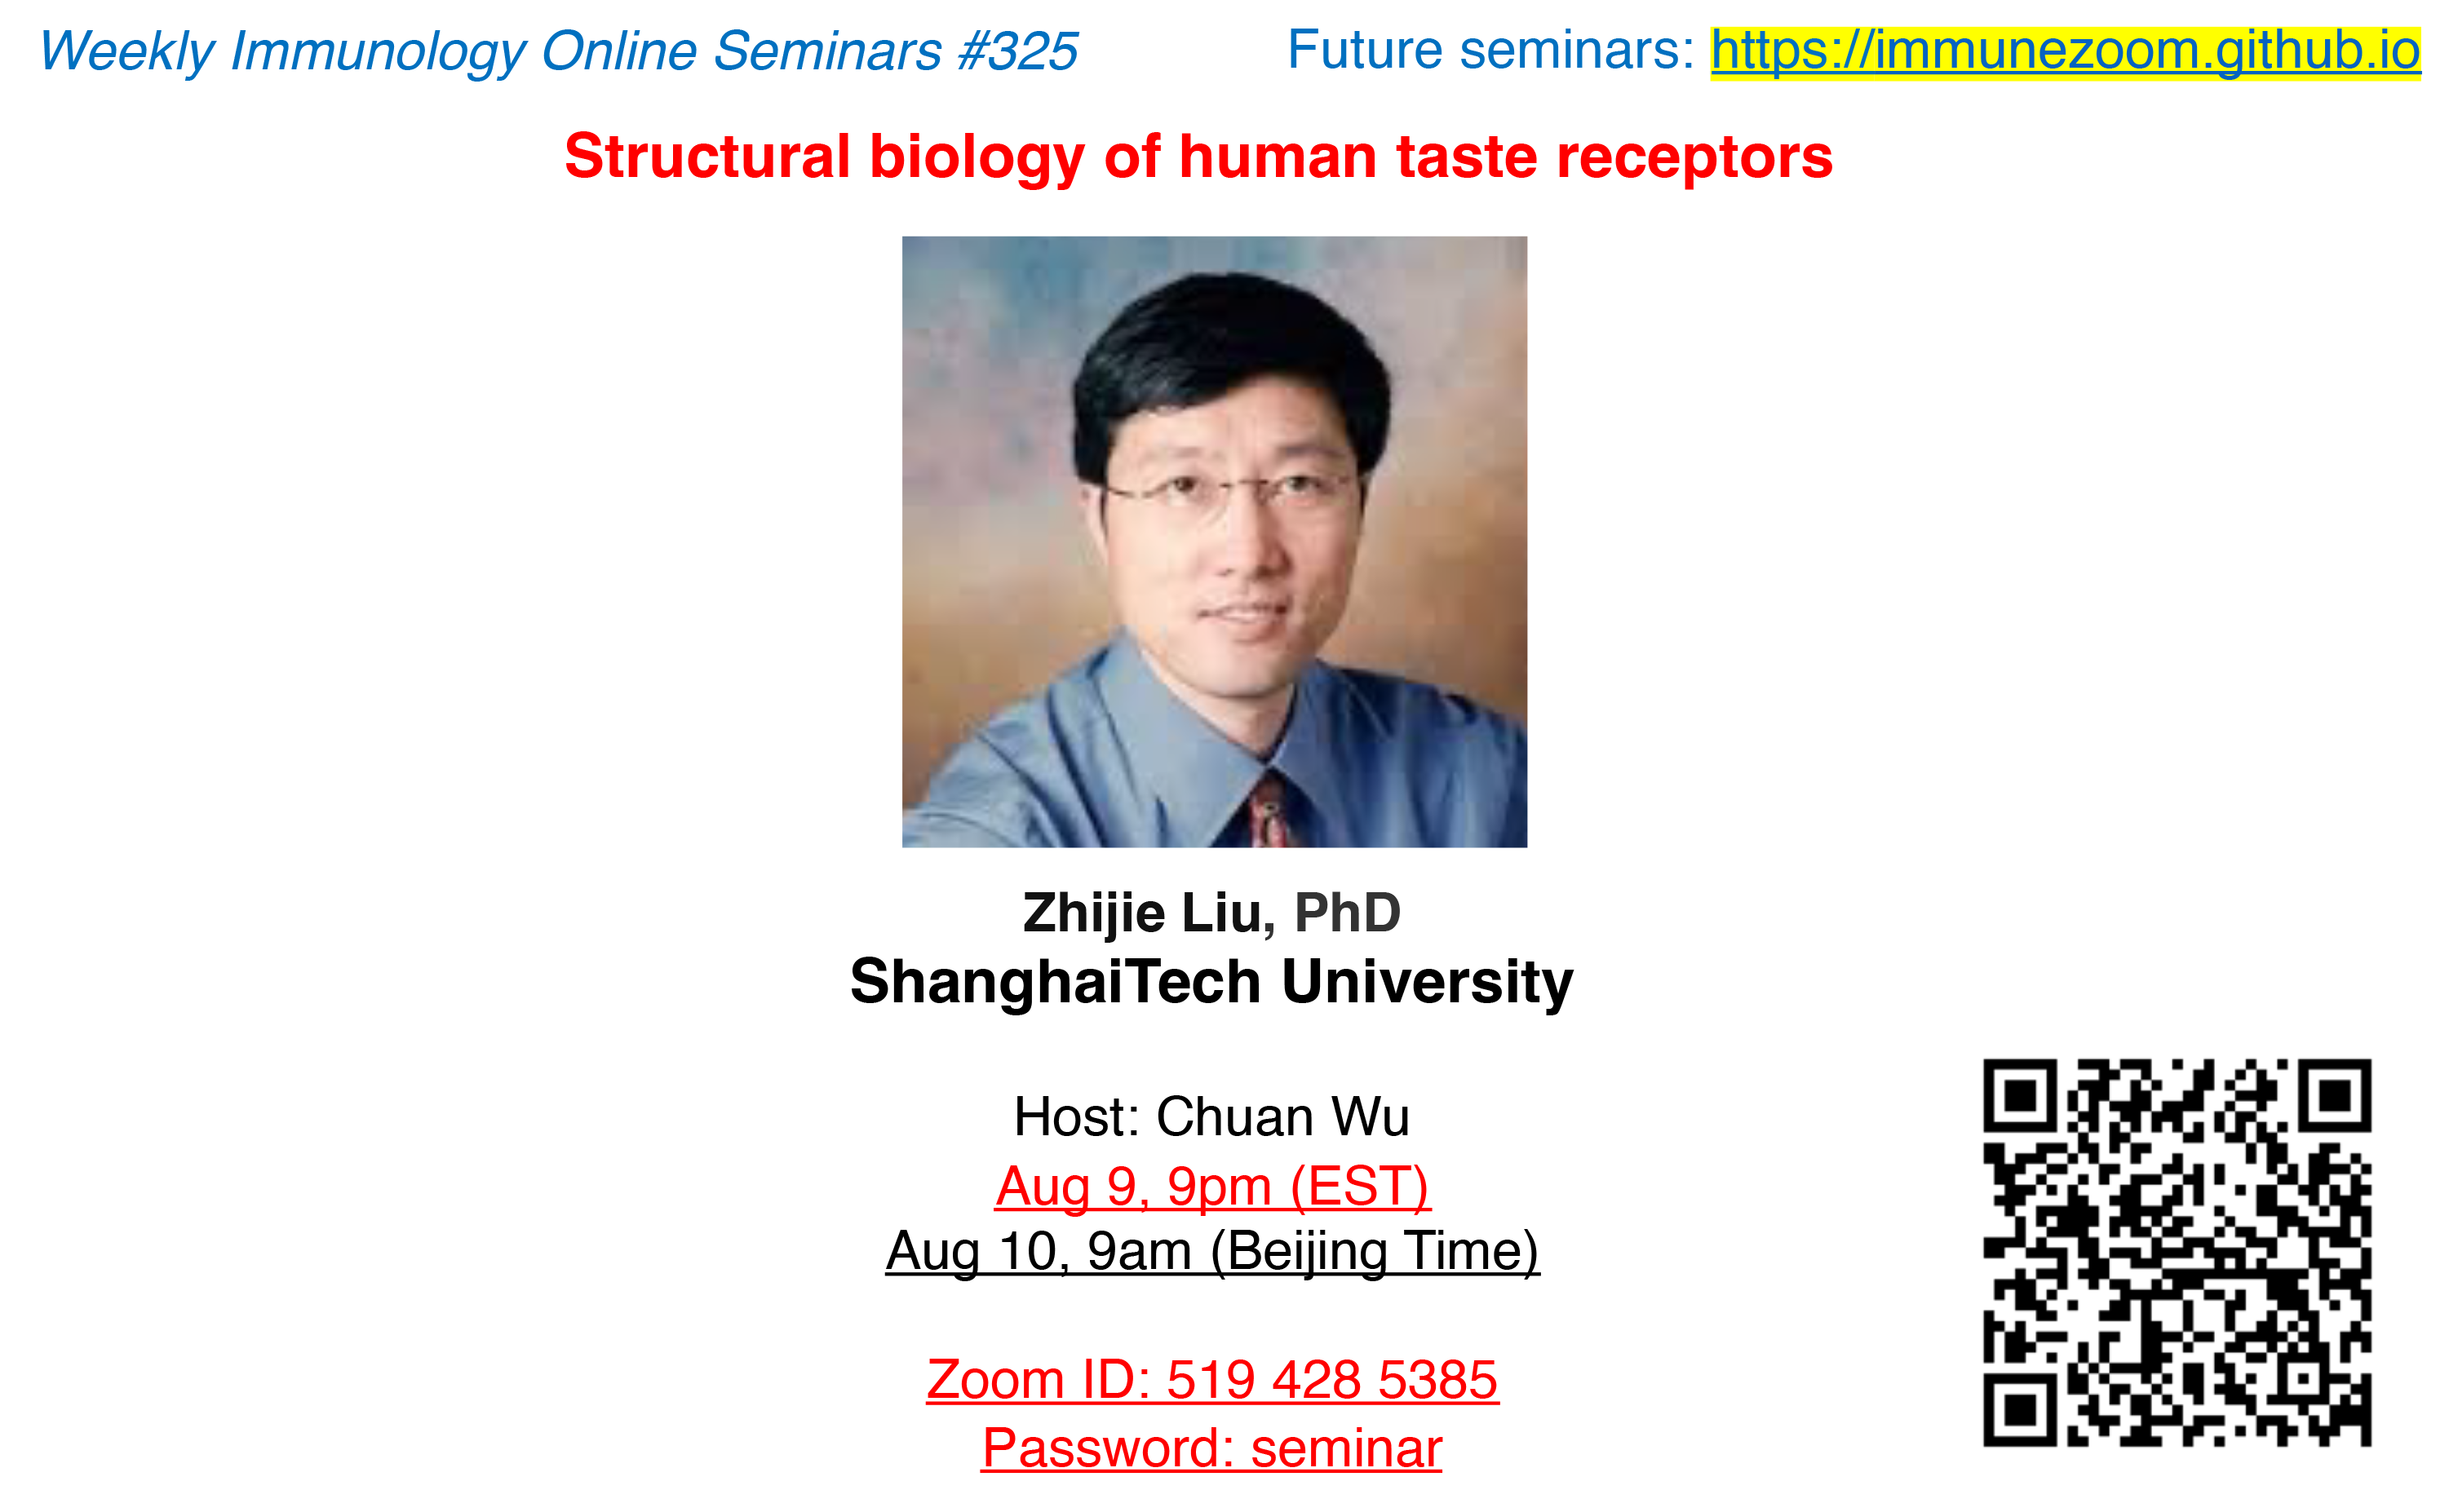 Weekly Immunology Online Seminars #325
Future seminars: https://immunezoom.github.io
Structural biology of human taste receptors
Zhijie Liu, PhD
ShanghaiTech University
Host: Chuan Wu
Aug 9, 9pm (EST)
Aug 10, 9am (Beijing Time)
Zoom ID: 519 428 5385
Password: seminar